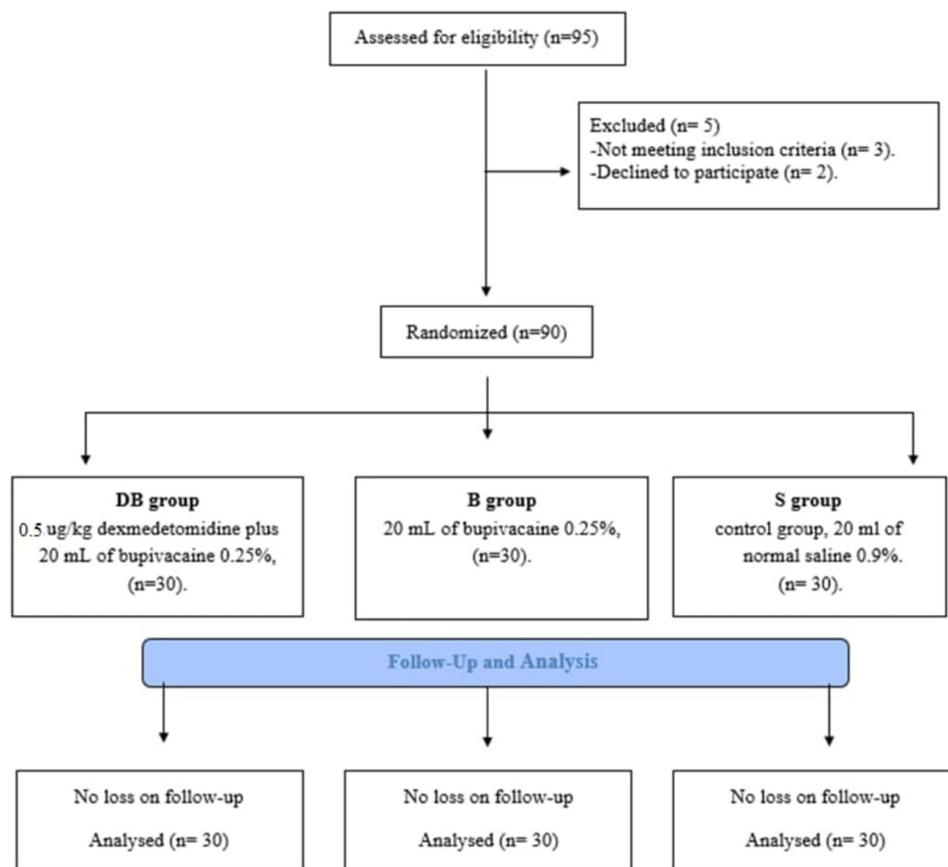 Assessed for eligibility (n=95)
Excluded (n= 5)
-Not meeting inclusion criteria (n= 3).
-Declined to participate (n= 2).
Randomized (n=90)
DB group
0.5 ug/kg dexmedetomidine plus
20 mL of bupivacaine 0.25%,
(n=30).
B group
20 mL of bupivacaine 0.25%,
(n=30).
S group
control group, 20 ml of
normal saline 0.9%.
(n= 30).
Follow-Up and Analysis
No loss on follow-up
Analysed (n= 30)
No loss on follow-up
Analysed (n= 30)
No loss on follow-up
Analysed (n= 30)